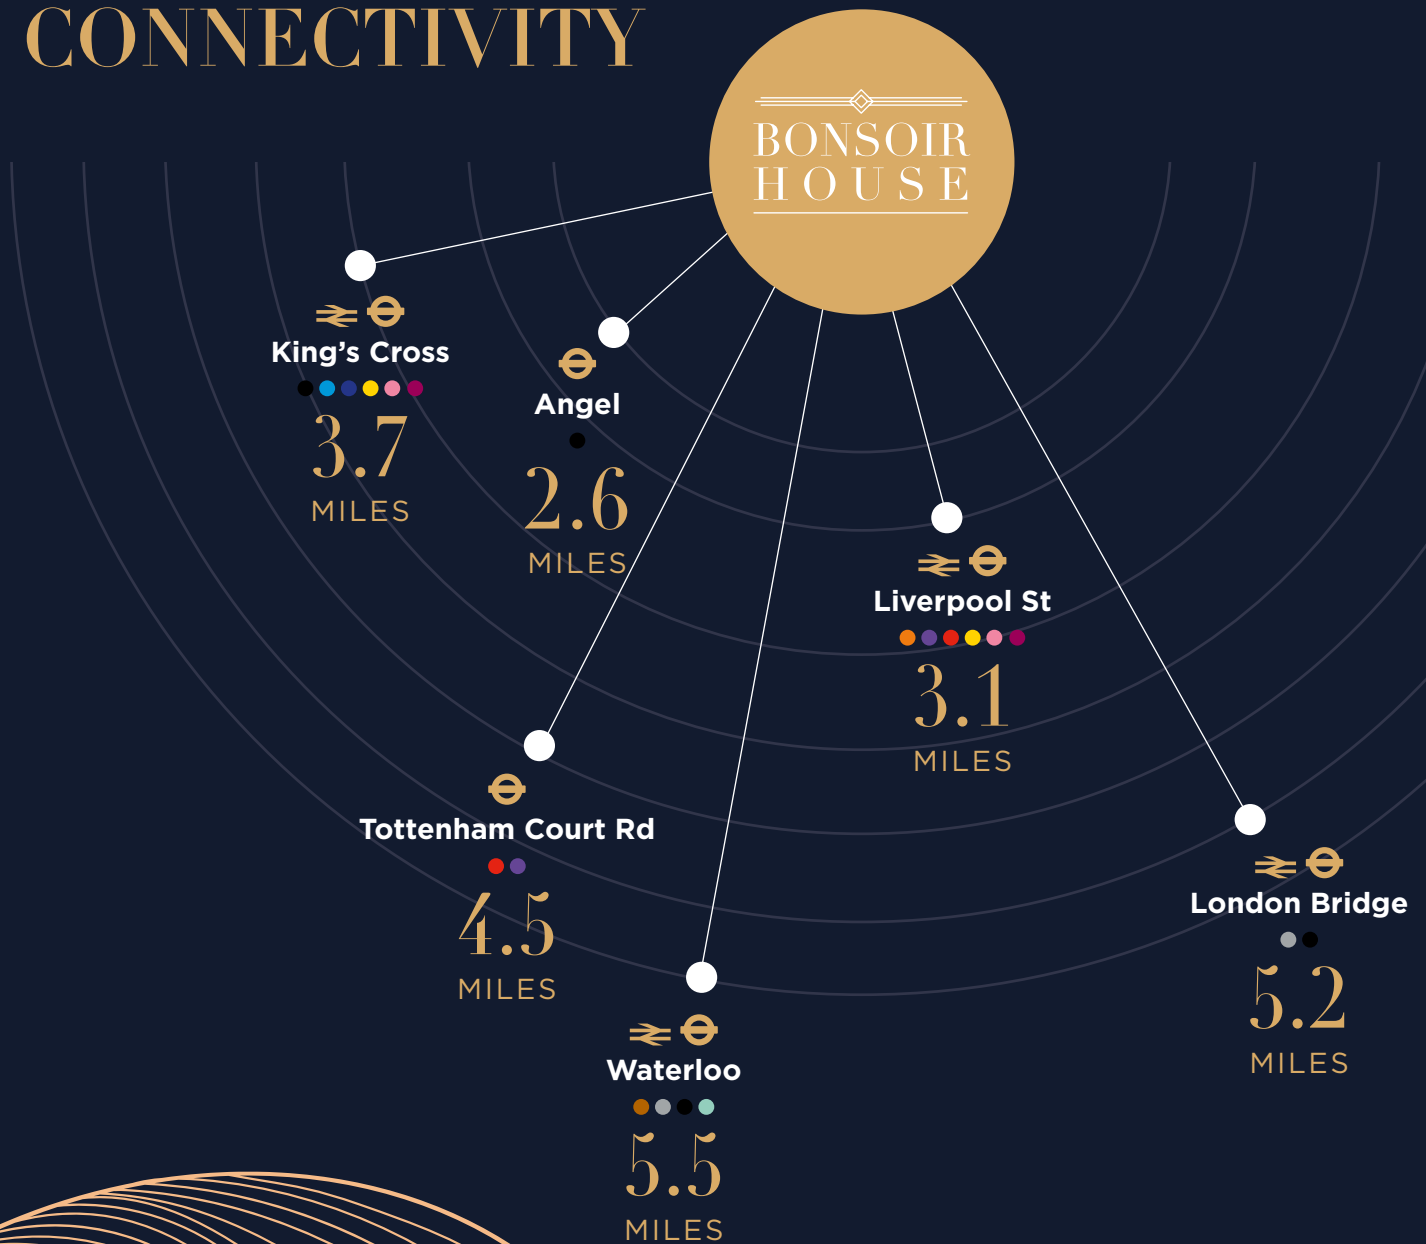 CONNECTIVITY
BONSOIR
HOUSE
King’s Cross
3.7
MILES
Angel
2.6
MILES
Liverpool St
3.1
MILES
Tottenham Court Rd
4.5
MILES
London Bridge
5.2
MILES
Waterloo
5.5
MILES